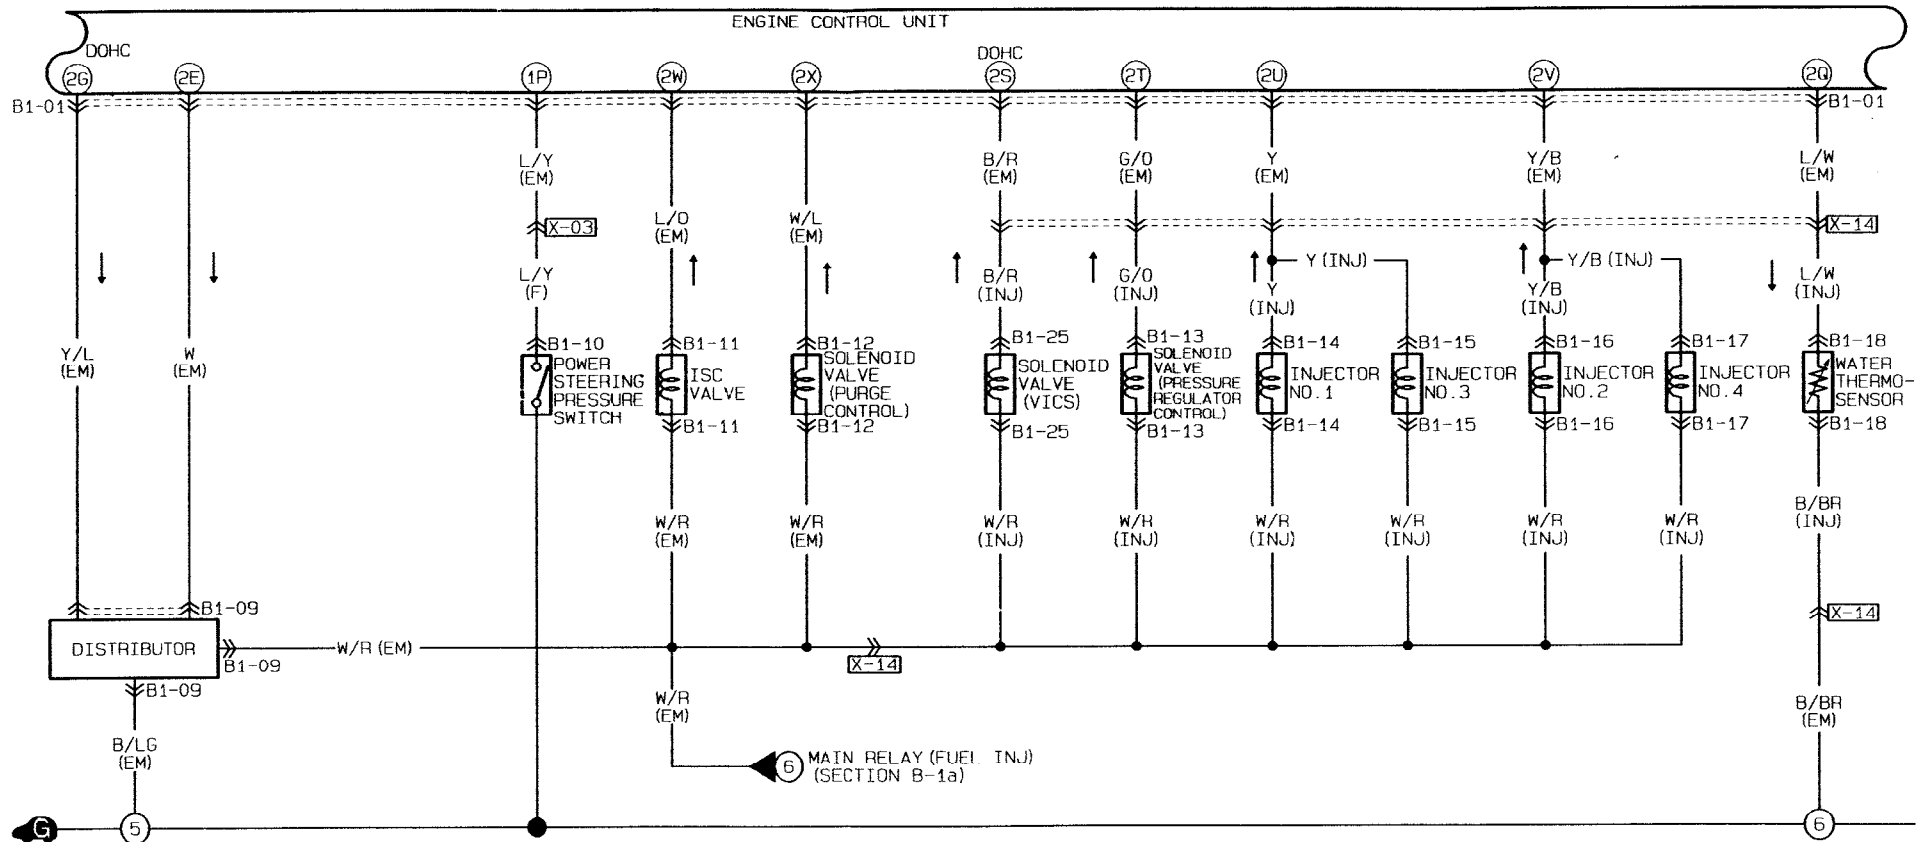 ENGINE CONTROL UNIT
DOHC
DOHC
2G
2E
1P
2W
2X
2S
2T
2U
2V
2Q
B1-01
B1-01
L/Y
(EM)
B/R
(EM)
G/O
(EM)
Y
(EM)
Y/B
(EM)
L/W
(EM)
X-03
L/O
(EM)
W/L
(EM)
X-14
L/Y
(F)
B/R
(INJ)
G/O
(INJ)
Y
(INJ)
Y (INJ)
Y/B
(INJ)
Y/B (INJ)
L/W
(INJ)
Y/L
(EM)
W
(EM)
B1-10
B1-11
B1-12
B1-25
B1-13
B1-14
B1-15
B1-16
B1-17
B1-18
POWER
STEERING
PRESSURE
SWITCH
ISC
VALVE
SOLENOID
VALVE
(PURGE
CONTROL)
SOLENOID
VALVE
(VICS)
SOLENOID
VALVE
(PRESSURE
REGULATOR
CONTROL)
INJECTOR
NO.1
INJECTOR
NO.3
INJECTOR
NO.2
INJECTOR
NO.4
WATER
THERMO-
SENSOR
B1-11
B1-12
B1-25
B1-13
B1-14
B1-15
B1-16
B1-17
B1-18
W/R
(EM)
W/R
(EM)
W/R
(INJ)
W/R
(INJ)
W/R
(INJ)
W/R
(INJ)
W/R
(INJ)
W/R
(INJ)
B/BR
(INJ)
B1-09
DISTRIBUTOR
B1-09
W/R (EM)
X-14
X-14
B1-09
W/R
(EM)
B/BR
(EM)
B/LG
(EM)
6
MAIN RELAY (FUEL INJ)
(SECTION B-1a)
G
5
6